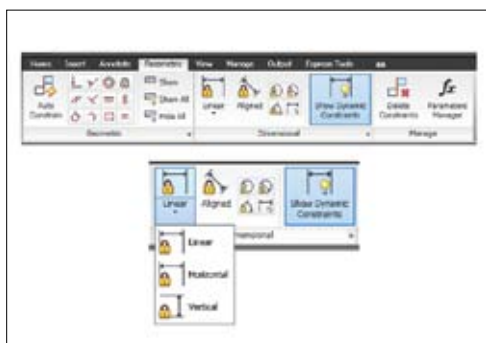 Home Insert Annotate Parametric View Manage Output Express Tools
Auto Constrain
Show
Show All
Hide All
Linear
Aligned
Show Dynamic Constraints
Delete Constraints
Parameters Manager
Geometric
Dimensional
Manage
Linear
Aligned
Show Dynamic Constraints
mensional
Linear
Horizontal
Vertical